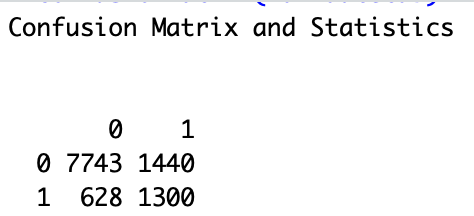 Confusion Matrix and Statistics
0 1
0 7743 1440
1 628 1300